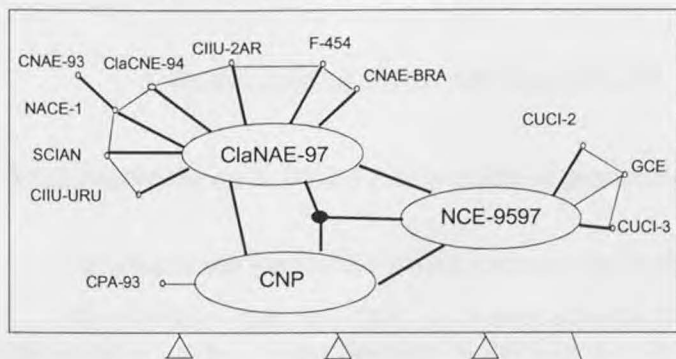 F-454
CIIU-2AR
ClaCNE-94
CNAE-93
CNAE-BRA
NACE-1
CUCI-2
SCIAN
ClaNAE-97
GCE
CIIU-URU
NCE-9597
CUCI-3
CPA-93
CNP